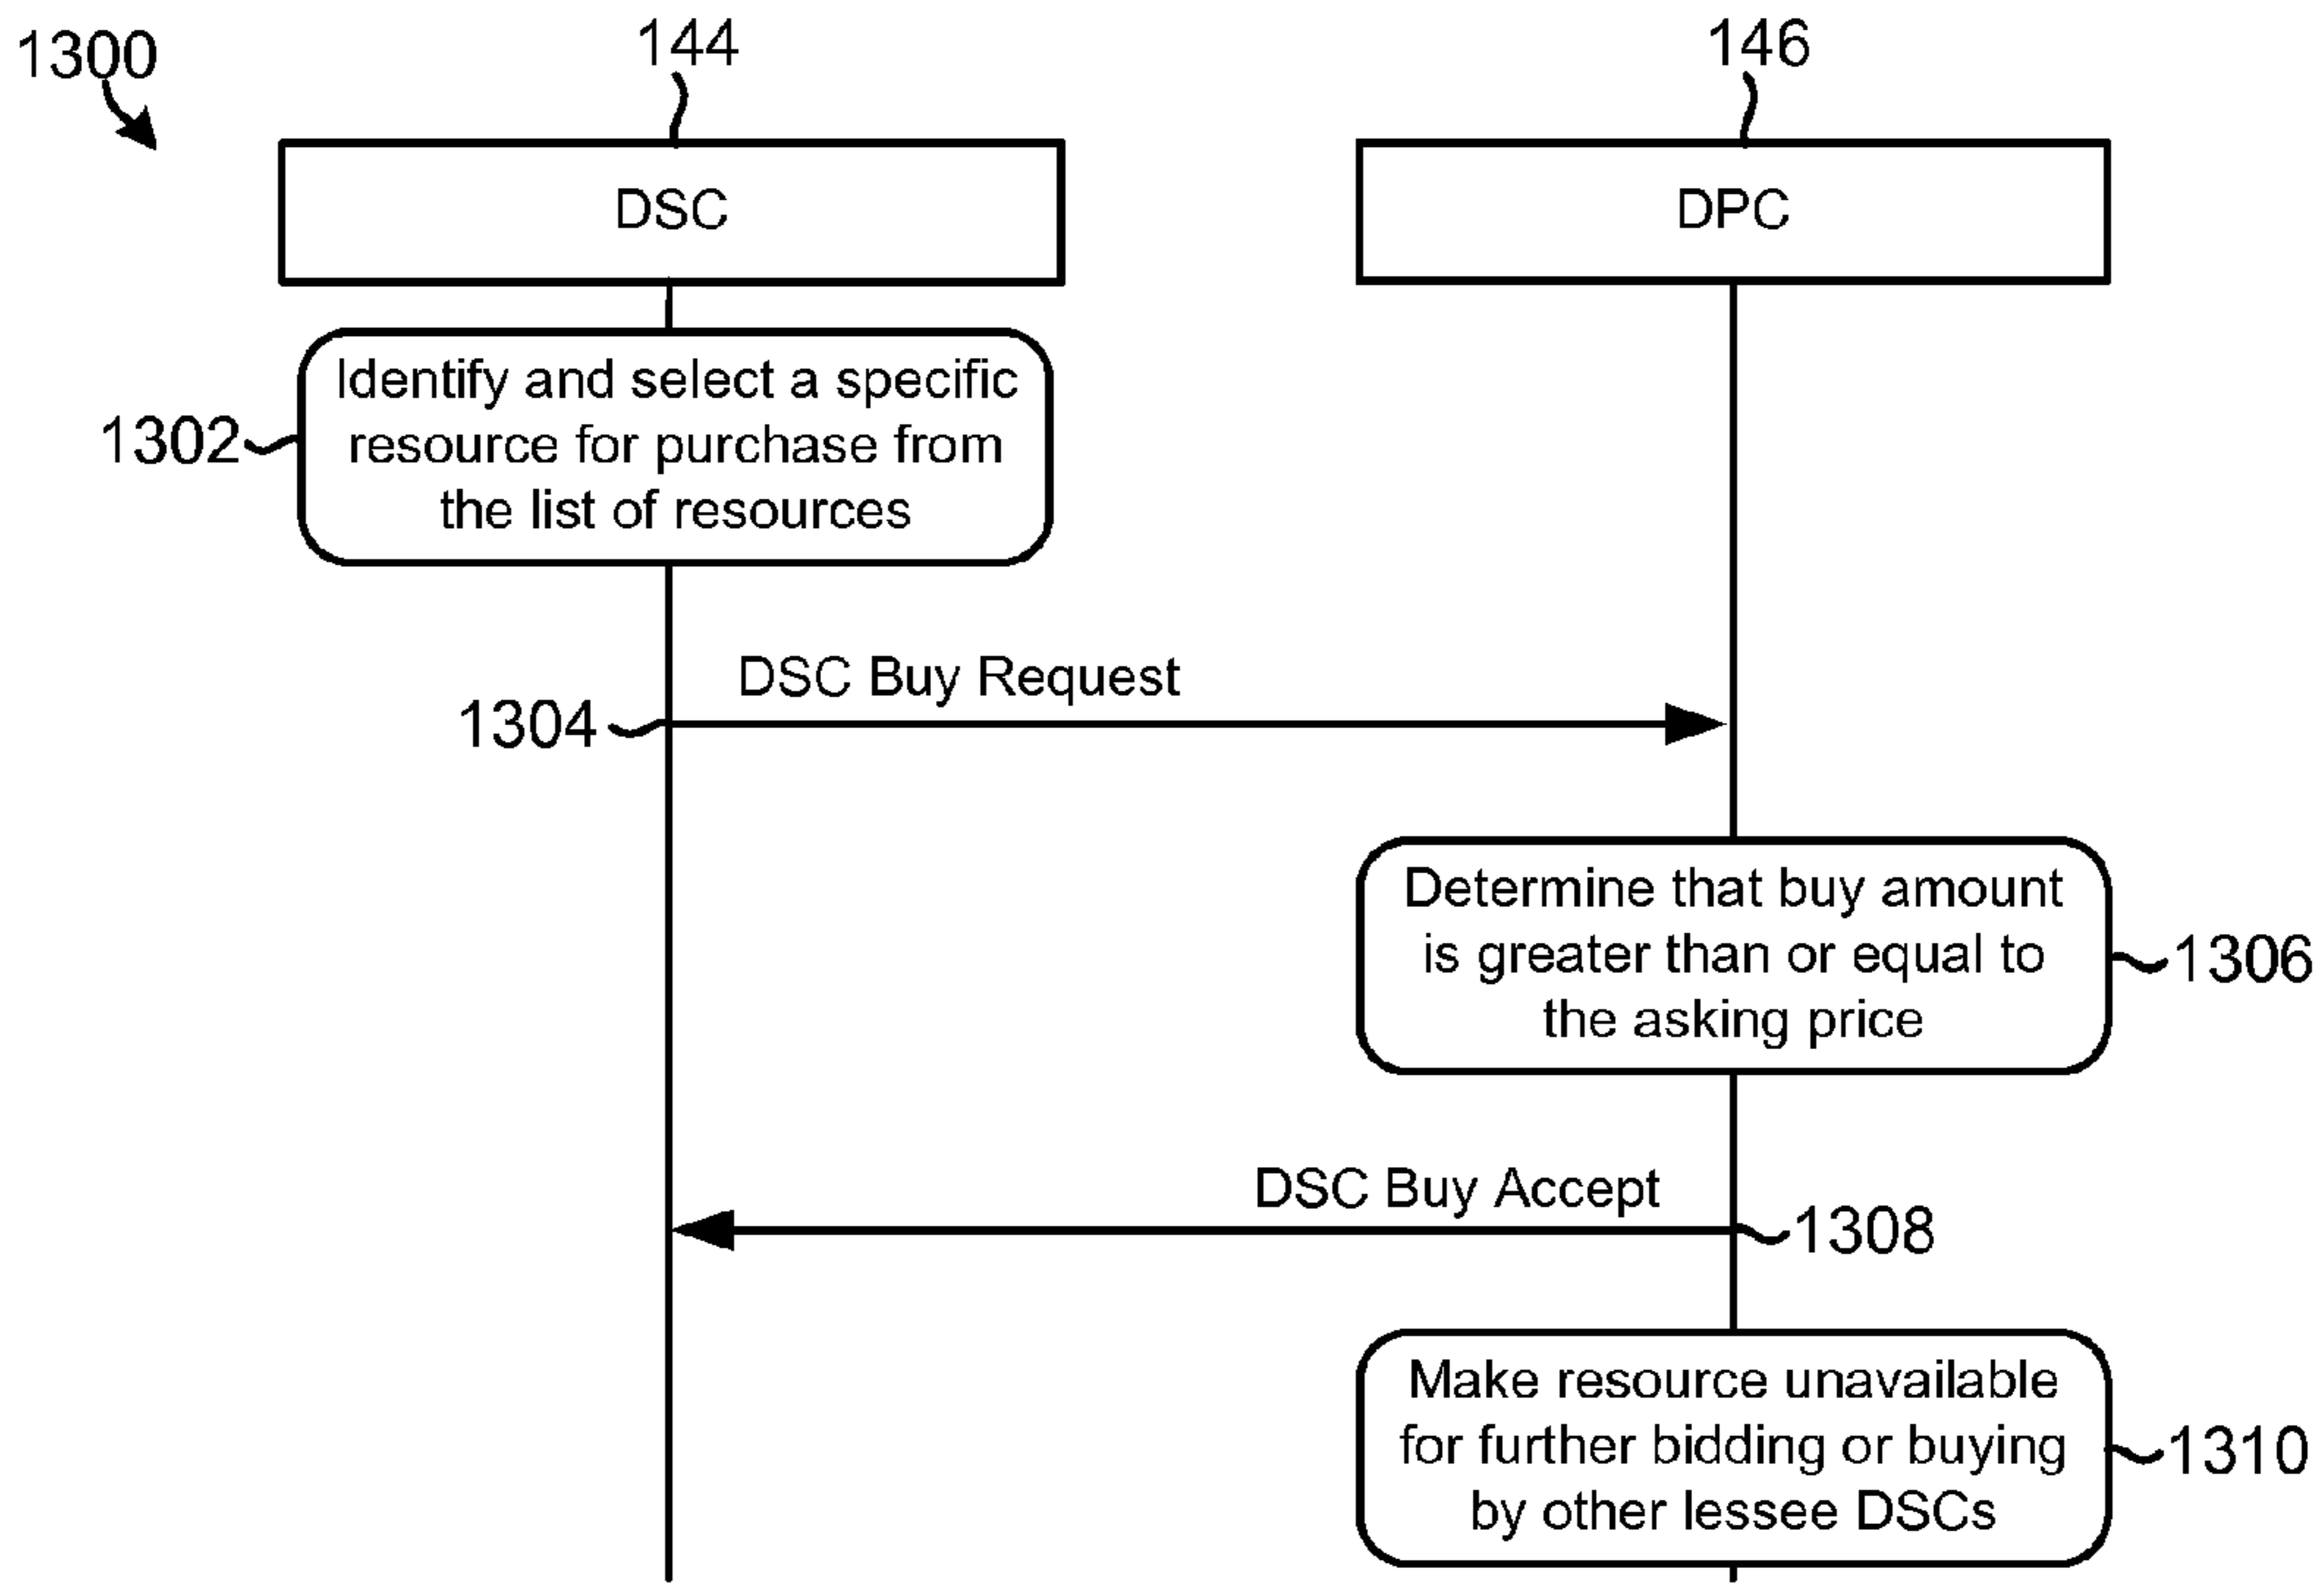 1300
144
146
DSC
DPC
Identify and select a specific
resource for purchase from
the list of resources
1302
DSC Buy Request
1304
Determine that buy amount
is greater than or equal to
the asking price
1306
DSC Buy Accept
1308
Make resource unavailable
for further bidding or buying
by other lessee DSCs
1310